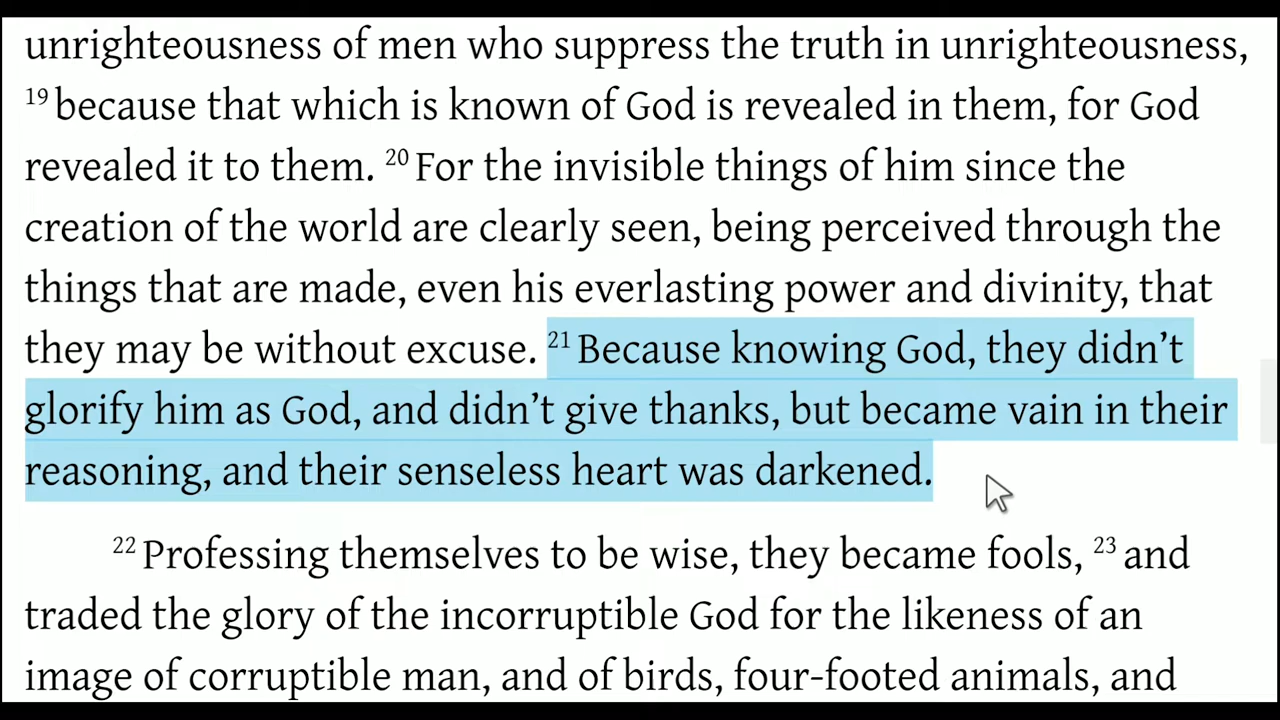 unrighteousness of men who suppress the truth in unrighteousness,
19 because that which is known of God is revealed in them, for God
revealed it to them. 20 For the invisible things of him since the
creation of the world are clearly seen, being perceived through the
things that are made, even his everlasting power and divinity, that
they may be without excuse. 21 Because knowing God, they didn’t
glorify him as God, and didn’t give thanks, but became vain in their
reasoning, and their senseless heart was darkened.
22 Professing themselves to be wise, they became fools, 23 and
traded the glory of the incorruptible God for the likeness of an
image of corruptible man, and of birds, four-footed animals, and